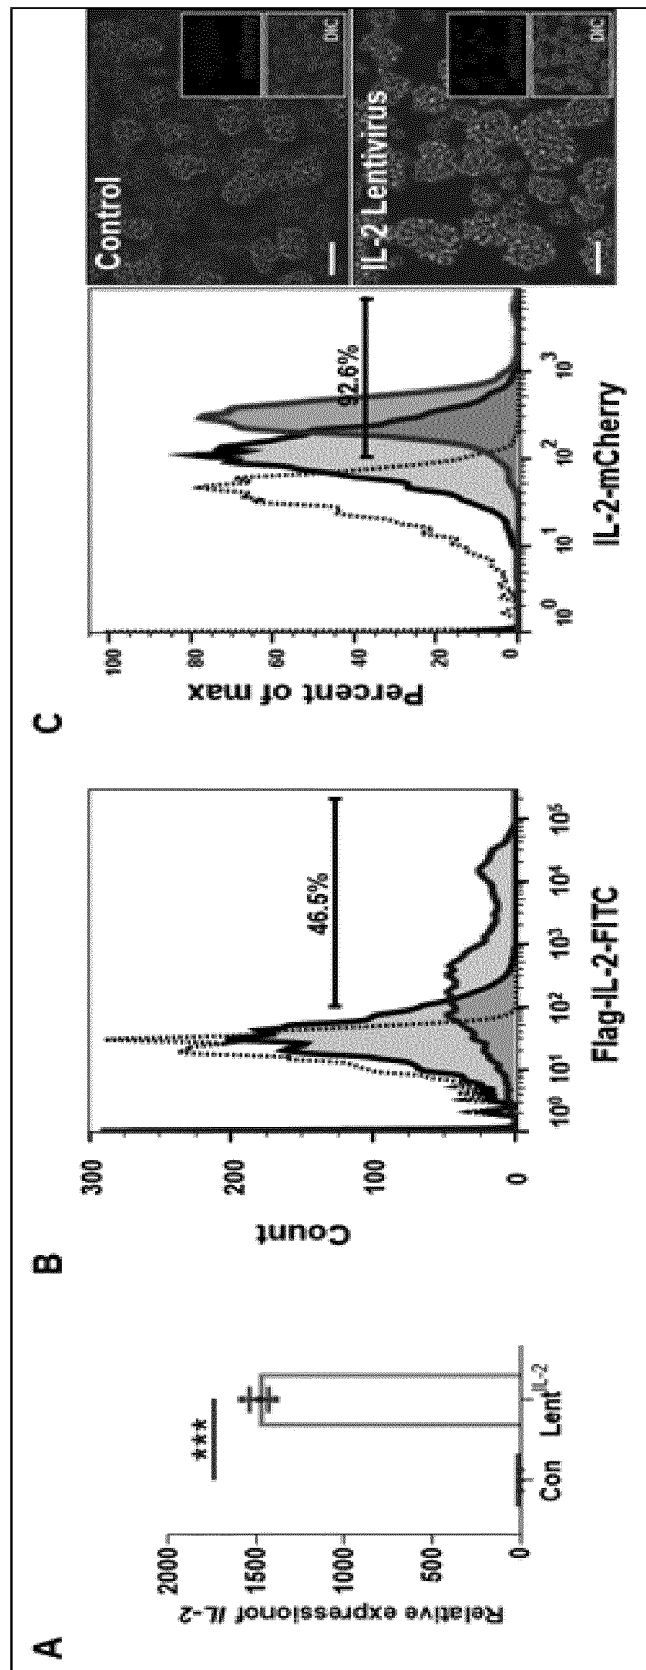 A
Relative expressionof IL-2
2000
1500
1000
500
0
***
Con
Lent^IL-2
B
Count
300
200
100
0
46.5%
10^0 10^1 10^2 10^3 10^4 10^5
Flag-IL-2-FITC
C
Percent of max
100
80
60
40
20
0
92.6%
10^0 10^1 10^2 10^3
IL-2-mCherry
Control
DIC
IL-2 Lentivirus
DIC